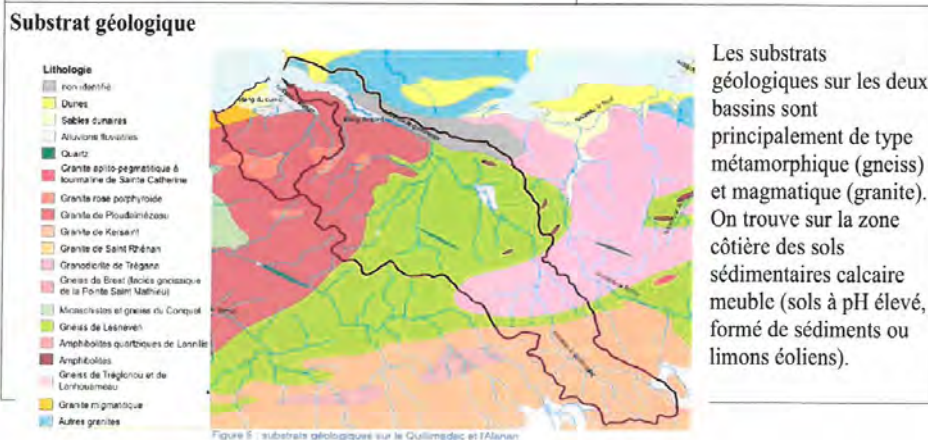 Substrat géologique
Lithologie
non identifié
Dunes
Sables dunaires
Alluvions fluviatiles
Quartz
Granite aplito-pegmatitique à
tourmaline de Sainte Catherine
Granite rose porphyroïde
Granite de Ploudalmézeau
Granite de Kersaint
Granite de Saint Rhénan
Granodiorite de Trégana
Gneiss de Brest (faciès gneissique
de la Pointe Saint Mathieu)
Micaschistes et gneiss du Conquet
Gneiss de Lesneven
Amphibolites quartziques de Lannilis
Amphibolites
Gneiss de Tréglonou et de
Lanhouarneau
Granite migmatitique
Autres granites
Les substrats
géologiques sur les deux
bassins sont
principalement de type
métamorphique (gneiss)
et magmatique (granite).
On trouve sur la zone
côtière des sols
sédimentaires calcaire
meuble (sols à pH élevé,
formé de sédiments ou
limons éoliens).
Figure 6 : substrats géologiques sur le Quillimadec et l'Alanan